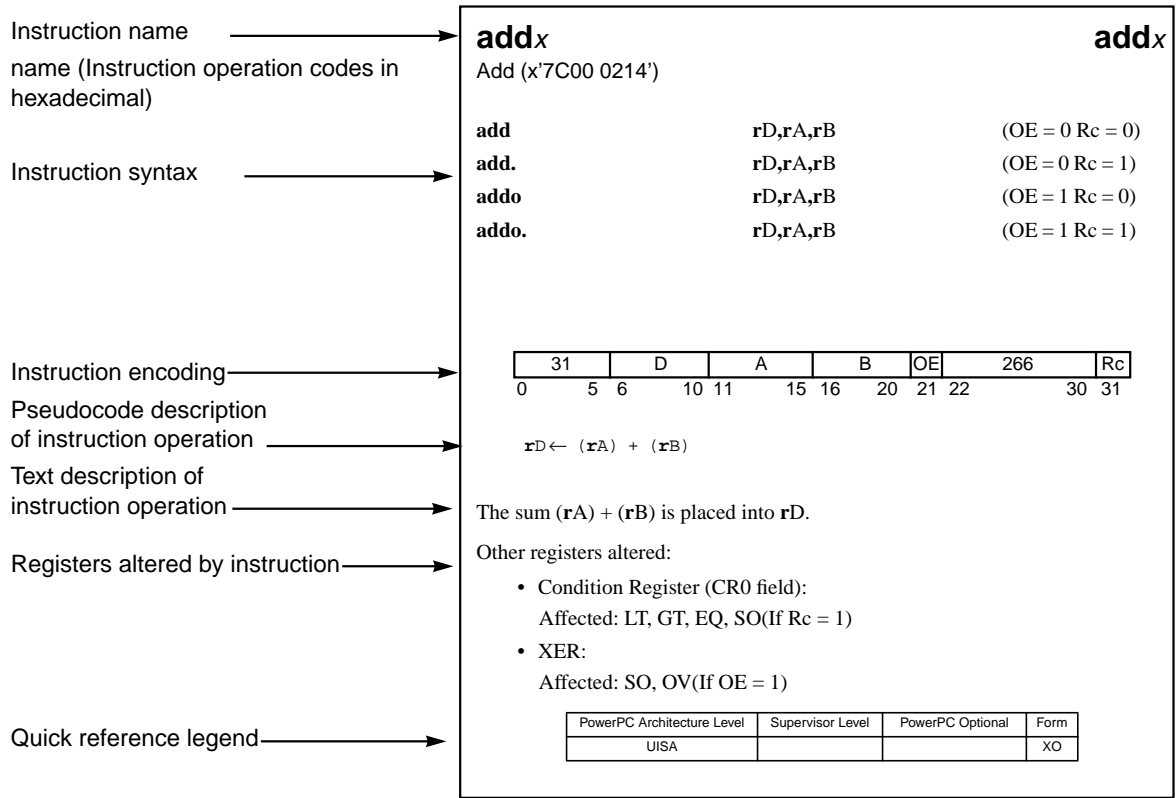 Instruction name
name (Instruction operation codes in
hexadecimal)
Instruction syntax
Instruction encoding
Pseudocode description
of instruction operation
Text description of
instruction operation
Registers altered by instruction
Quick reference legend
addx addx
Add (x'7C00 0214')
add rD,rA,rB (OE = 0 Rc = 0)
add. rD,rA,rB (OE = 0 Rc = 1)
addo rD,rA,rB (OE = 1 Rc = 0)
addo. rD,rA,rB (OE = 1 Rc = 1)
31 D A B OE 266 Rc
0 5 6 10 11 15 16 20 21 22 30 31
rD← (rA) + (rB)
The sum (rA) + (rB) is placed into rD.
Other registers altered:
• Condition Register (CR0 field):
Affected: LT, GT, EQ, SO(If Rc = 1)
• XER:
Affected: SO, OV(If OE = 1)
PowerPC Architecture Level Supervisor Level PowerPC Optional Form
UISA XO